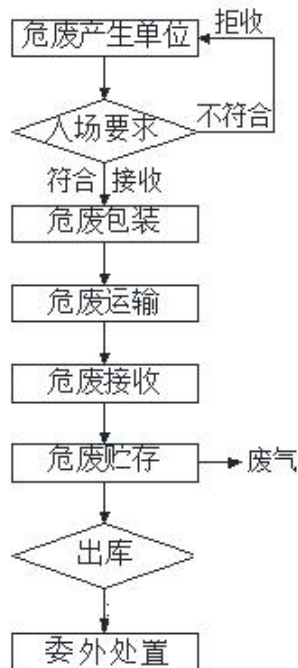 危废产生单位
拒收
入场要求
不符合
符合 接收
危废包装
危废运输
危废接收
危废贮存
废气
出库
委外处置